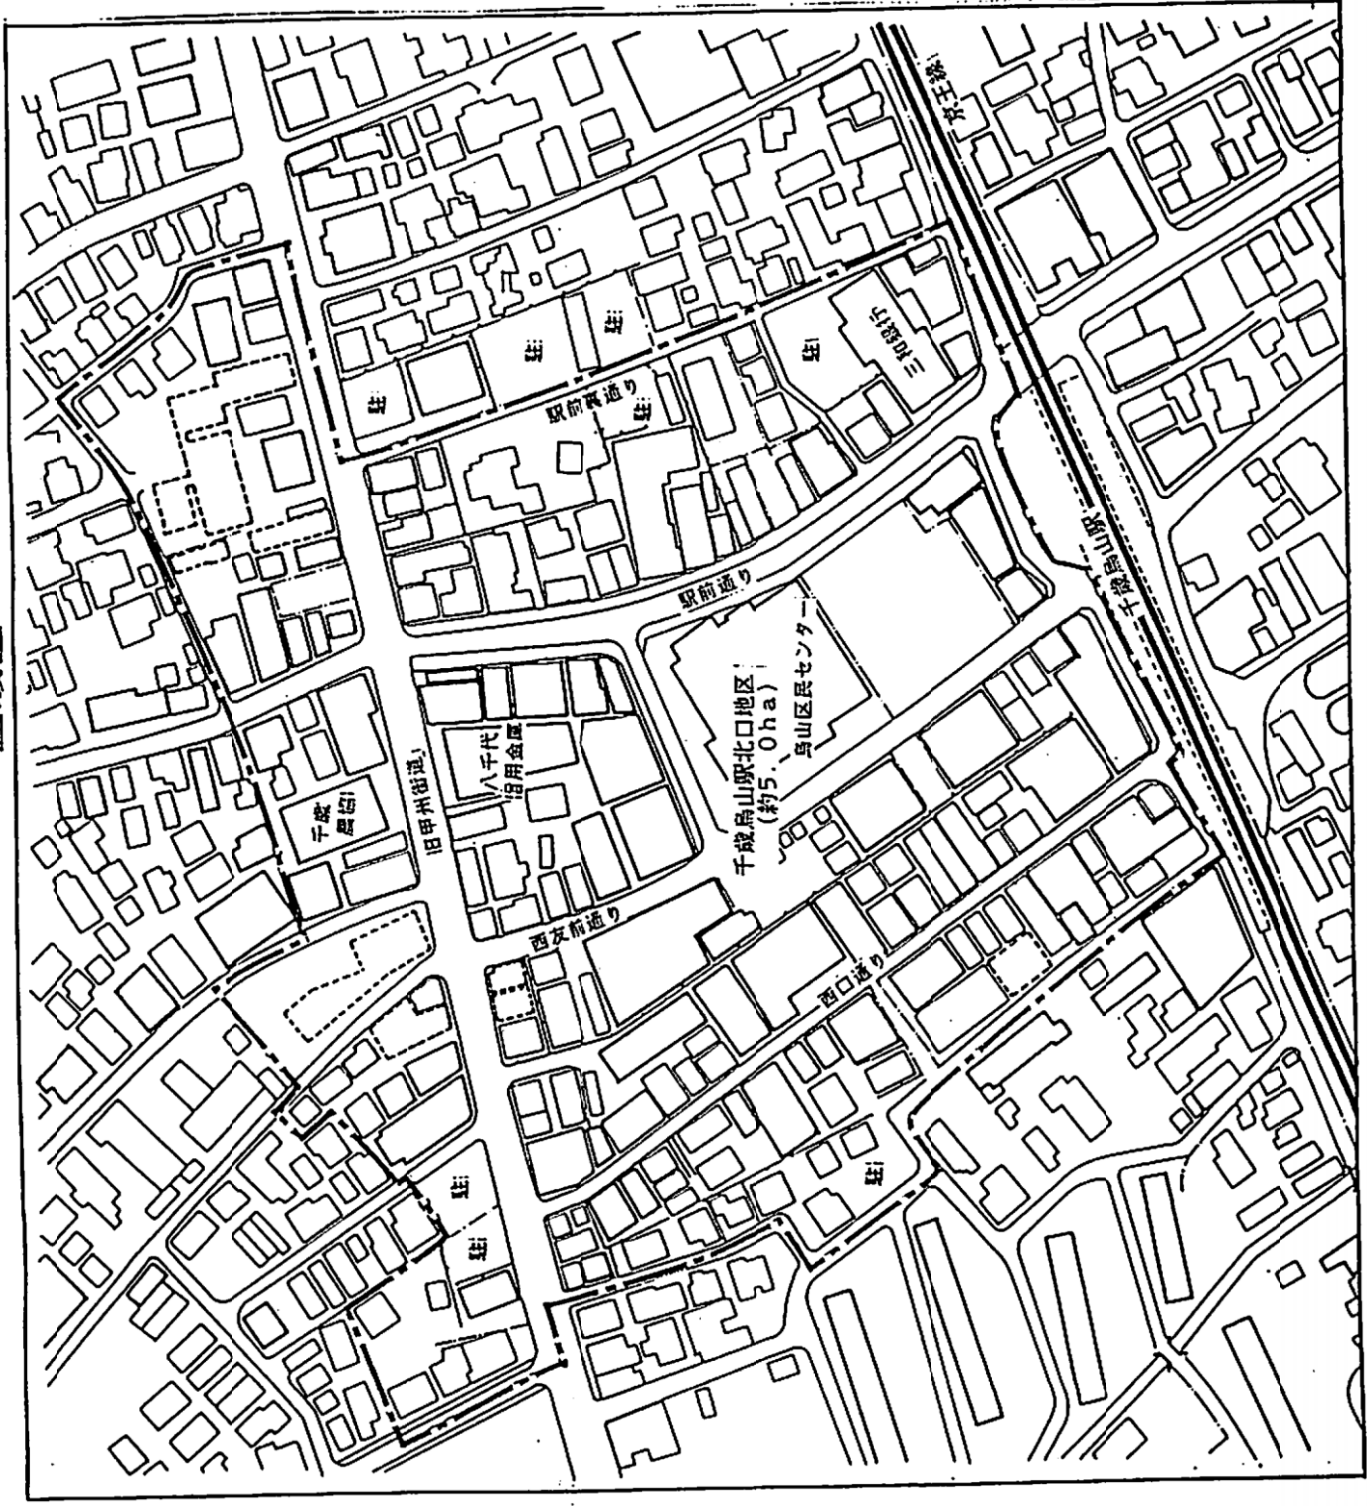 京王線
駐
駐
駐
駐
三和銀行
駅前東通り
駐
千歳烏山駅
駅前通り
千歳烏山駅北口地区
(約5.0ha)
烏山区民センター
八千代
信用金庫
旧甲州街道
千歳
農協
西友前通り
西口通り
駐
駐
駐